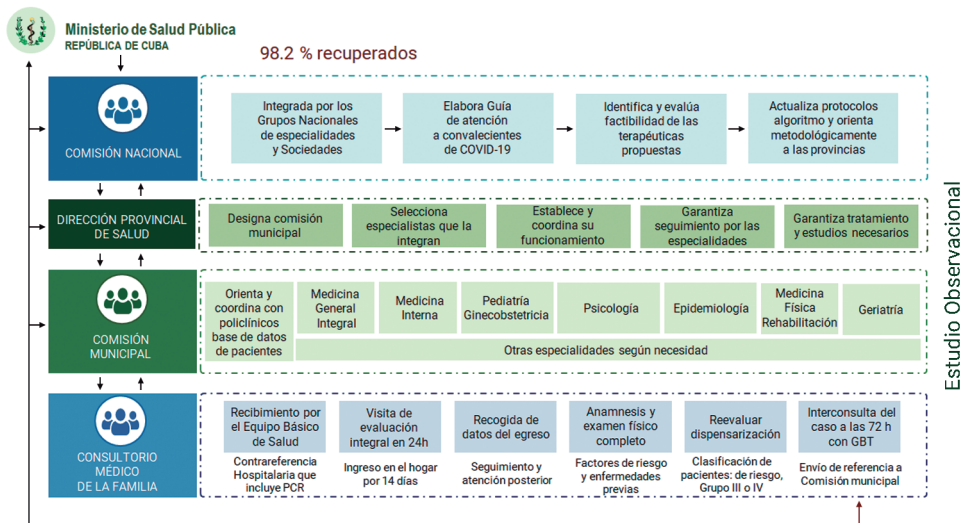 Ministerio de Salud Pública
REPÚBLICA DE CUBA
98.2 % recuperados
COMISIÓN NACIONAL
Integrada por los
Grupos Nacionales
de especialidades
y Sociedades
Elabora Guía
de atención
a convalecientes
de COVID-19
Identifica y evalúa
factibilidad de las
terapéuticas
propuestas
Actualiza protocolos
algoritmo y orienta
metodológicamente
a las provincias
DIRECCIÓN PROVINCIAL
DE SALUD
Designa comisión
municipal
Selecciona
especialistas que la
integran
Establece y
coordina su
funcionamiento
Garantiza
seguimiento por las
especialidades
Garantiza tratamiento
y estudios necesarios
COMISIÓN
MUNICIPAL
Orienta y
coordina con
policlínicos
base de datos
de pacientes
Medicina
General
Integral
Medicina
Interna
Pediatría
Ginecobstetricia
Psicología
Epidemiología
Medicina
Física
Rehabilitación
Geriatría
Otras especialidades según necesidad
CONSULTORIO
MÉDICO
DE LA FAMILIA
Recibimiento por
el Equipo Básico
de Salud
Contrareferencia
Hospitalaria que
incluye PCR
Visita de
evaluación
integral en 24h
Ingreso en el hogar
por 14 días
Recogida de
datos del egreso
Seguimiento y
atención posterior
Anamnesis y
examen físico
completo
Factores de riesgo
y enfermedades
previas
Reevaluar
dispensarización
Clasificación de
pacientes: de riesgo,
Grupo III o IV
Interconsulta del
caso a las 72 h
con GBT
Envío de referencia a
Comisión municipal
Estudio Observacional